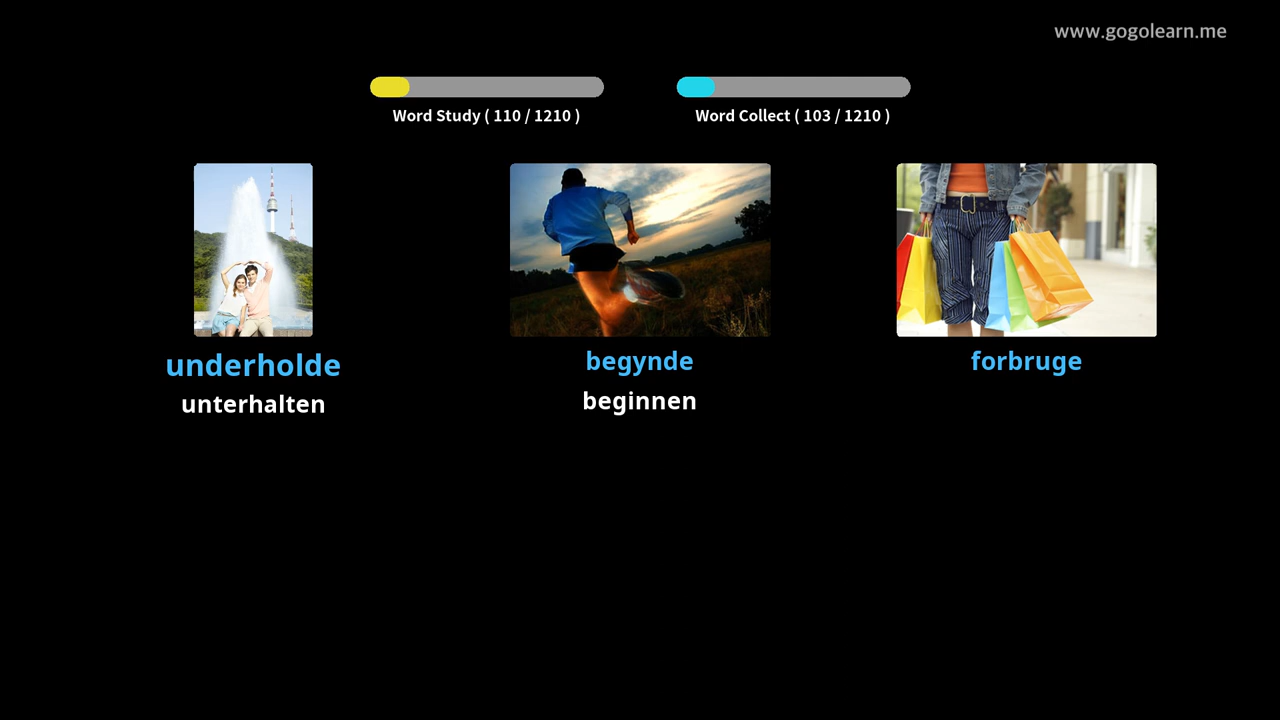 www.gogolearn.me
Word Study ( 110 / 1210 )
Word Collect ( 103 / 1210 )
underholde
unterhalten
begynde
beginnen
forbruge